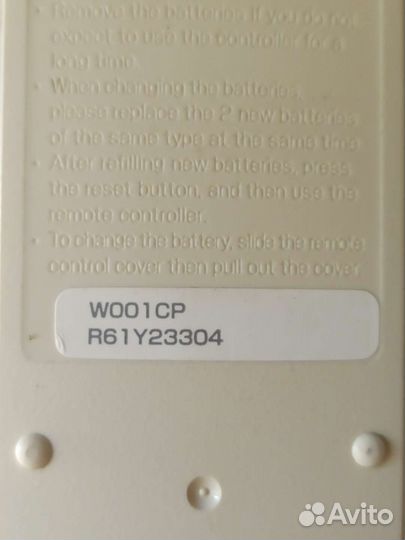 • Remove the batteries if you do not
expect to use the controller for a
long time.
• When changing the batteries,
please replace the 2 new batteries
of the same type at the same time
• After refilling new batteries, press
the reset button, and then use the
remote controller.
• To change the battery, slide the remote
control cover then pull out the cover
W001CP
R61Y23304
Avito